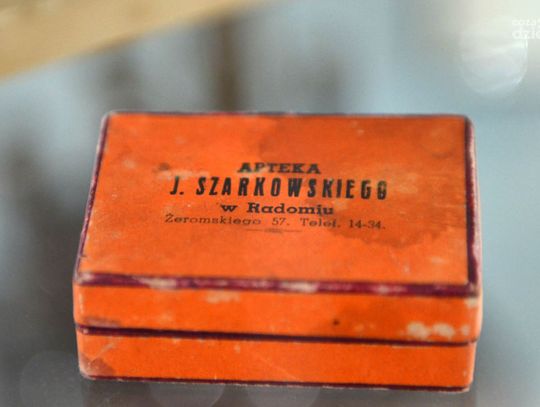 APTEKA
J. SZARKOWSKIEGO
w Radomiu
Żeromskiego 57. Telef. 14-34.